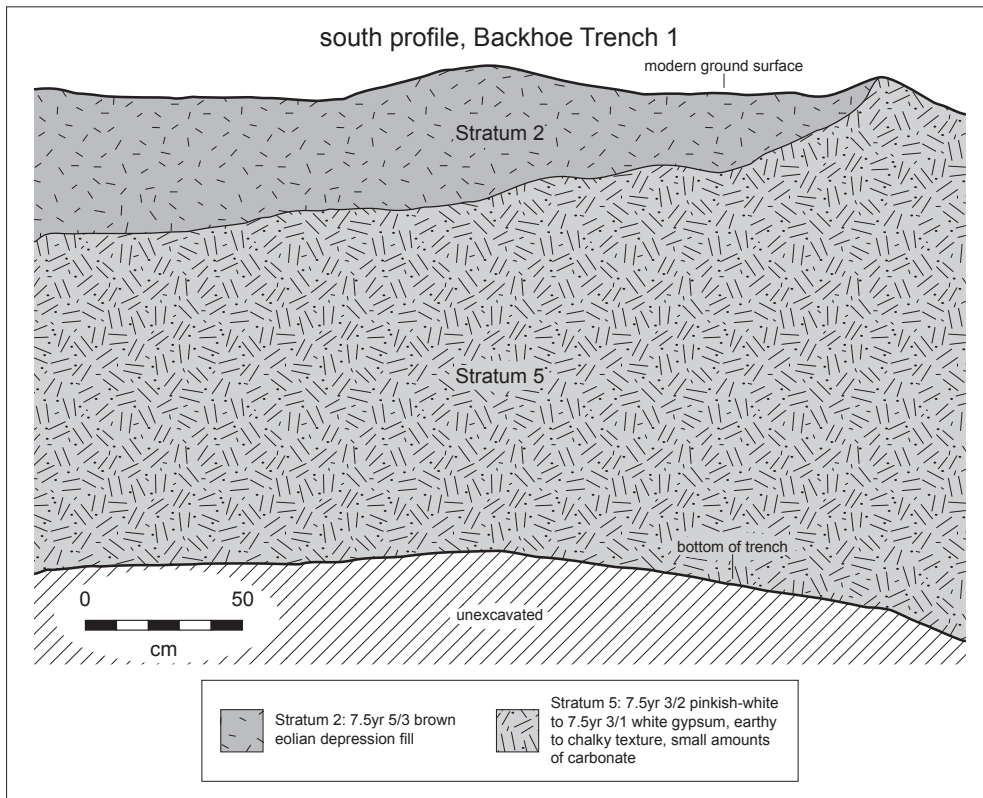 south profile, Backhoe Trench 1
modern ground surface
Stratum 2
Stratum 5
bottom of trench
0 50
cm
unexcavated
Stratum 2: 7.5yr 5/3 brown
eolian depression fill
Stratum 5: 7.5yr 3/2 pinkish-white
to 7.5yr 3/1 white gypsum, earthy
to chalky texture, small amounts
of carbonate